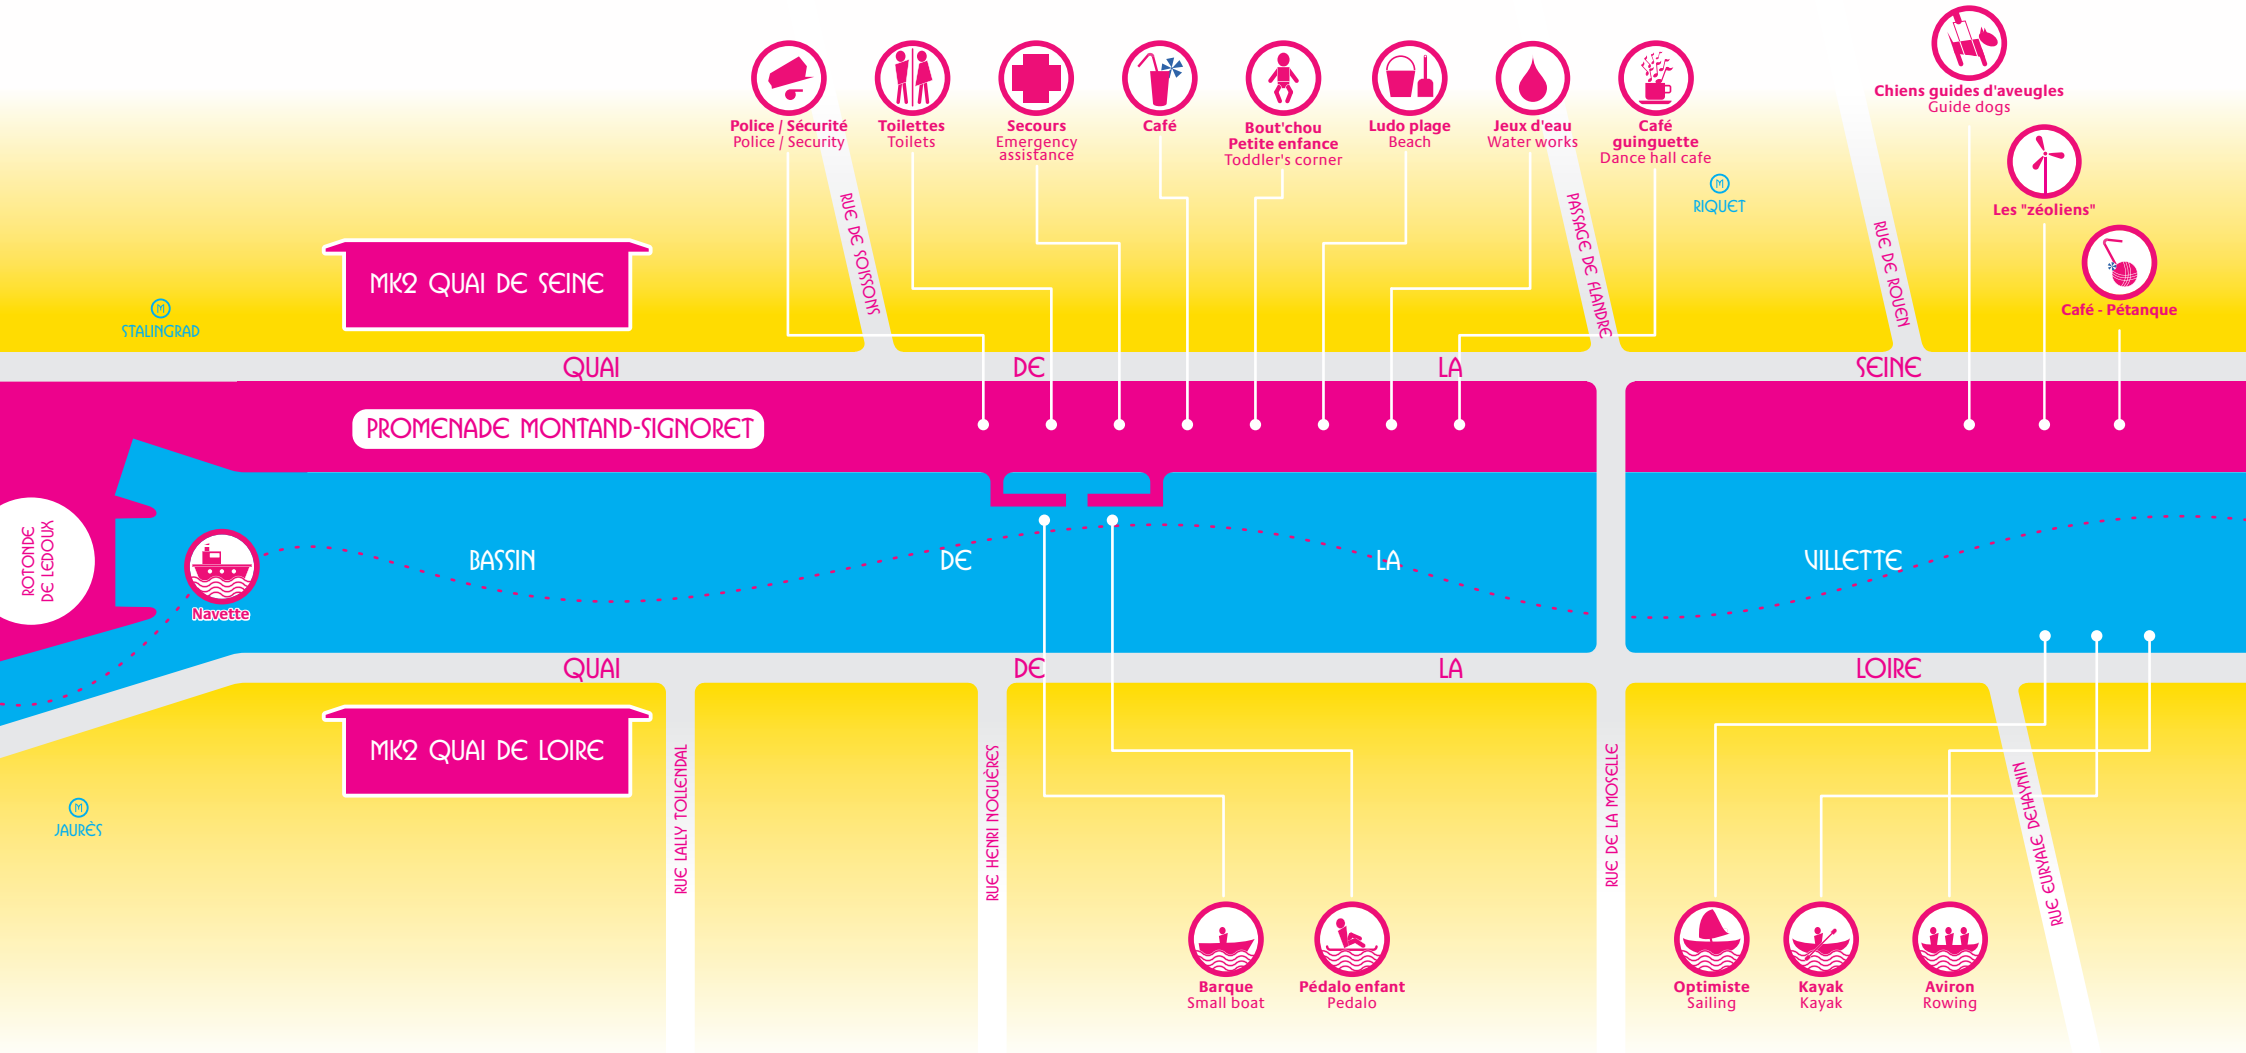 Police / Sécurité
Police / Security
Toilettes
Toilets
Secours
Emergency
assistance
Café
Bout'chou
Petite enfance
Toddler's corner
Ludo plage
Beach
Jeux d'eau
Water works
Café
guinguette
Dance hall cafe
Chiens guides d'aveugles
Guide dogs
Les "zéoliens"
Café - Pétanque
M
RIQUET
RUE DE SOISSONS
PASSAGE DE FLANDRE
RUE DE ROUEN
MK2 QUAI DE SEINE
M
STALINGRAD
QUAI DE LA SEINE
PROMENADE MONTAND-SIGNORET
ROTONDE
DE LEDOUX
Navette
BASSIN DE LA VILLETTE
QUAI DE LA LOIRE
MK2 QUAI DE LOIRE
M
JAURÈS
RUE LALLY TOLLENDAL
RUE HENRI NOGUÈRES
RUE DE LA MOSELLE
RUE EURYALE DEHAYNIN
Barque
Small boat
Pédalo enfant
Pedalo
Optimiste
Sailing
Kayak
Kayak
Aviron
Rowing